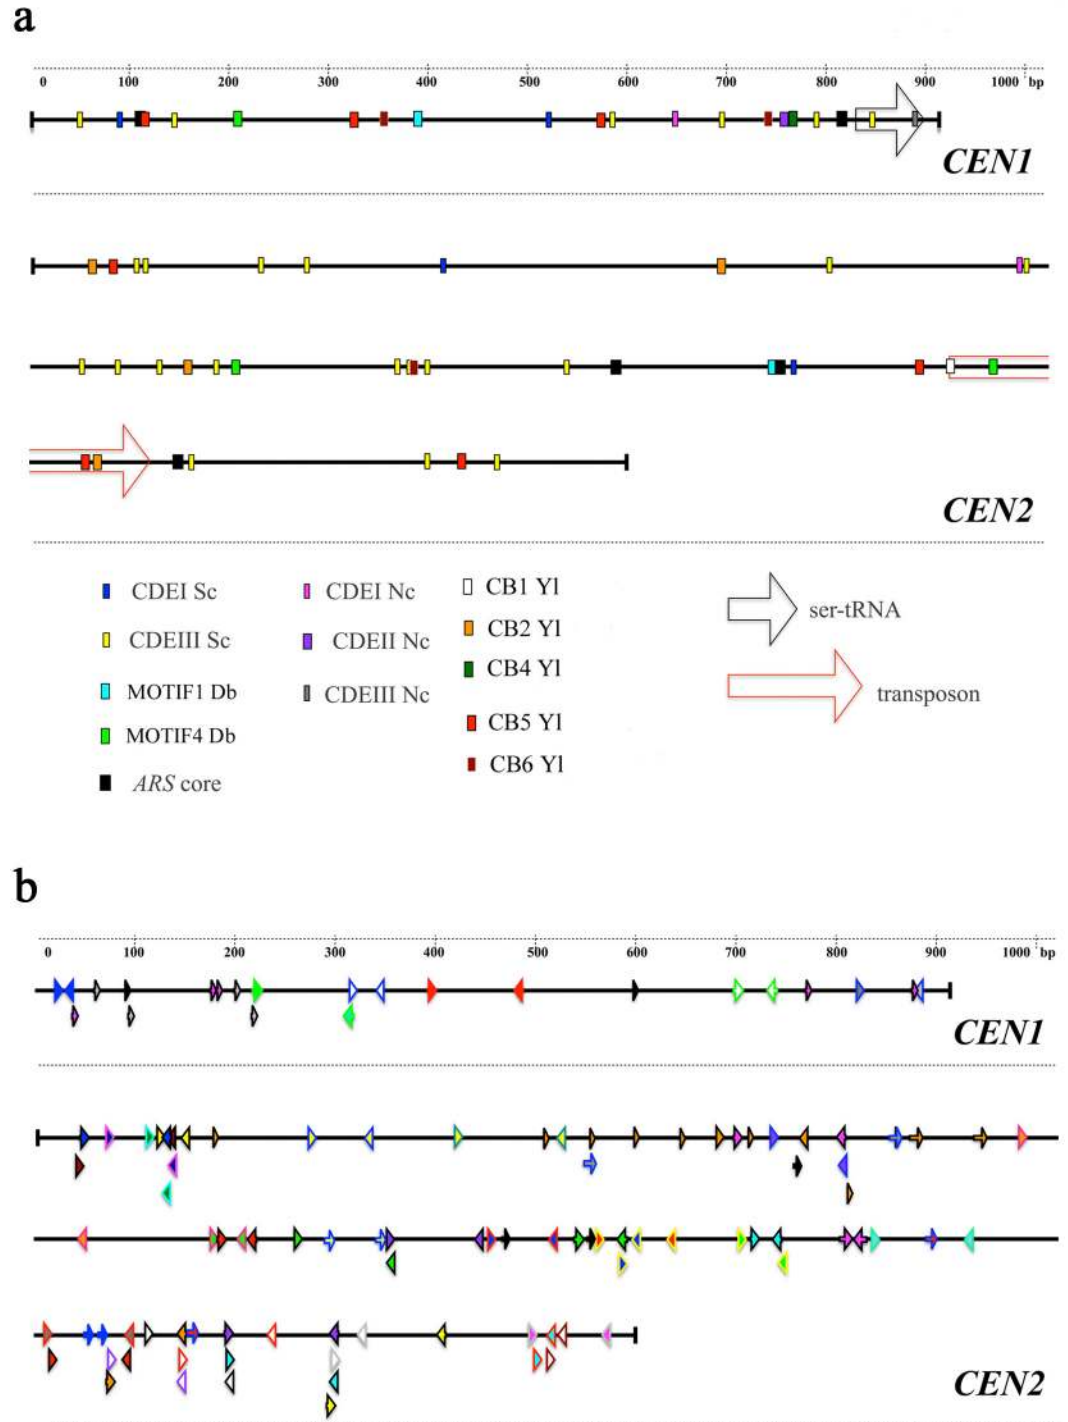 a
0 100 200 300 400 500 600 700 800 900 1000 bp
CEN1
CEN2
CDEI Sc CDEI Nc CB1 Yl
CDEIII Sc CDEII Nc CB2 Yl
MOTIF1 Db CDEIII Nc CB4 Yl
MOTIF4 Db CB5 Yl
ARS core CB6 Yl
ser-tRNA
transposon
b
0 100 200 300 400 500 600 700 800 900 1000 bp
CEN1
CEN2